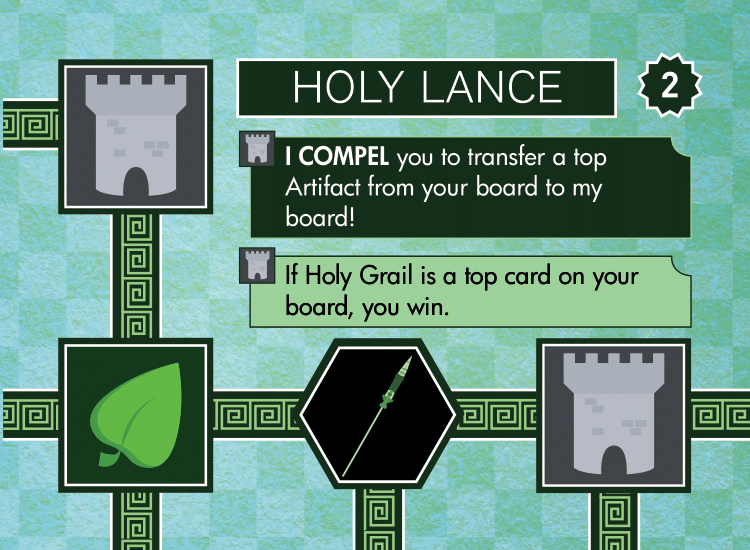 HOLY LANCE
2
I COMPEL you to transfer a top
Artifact from your board to my
board!
If Holy Grail is a top card on your
board, you win.